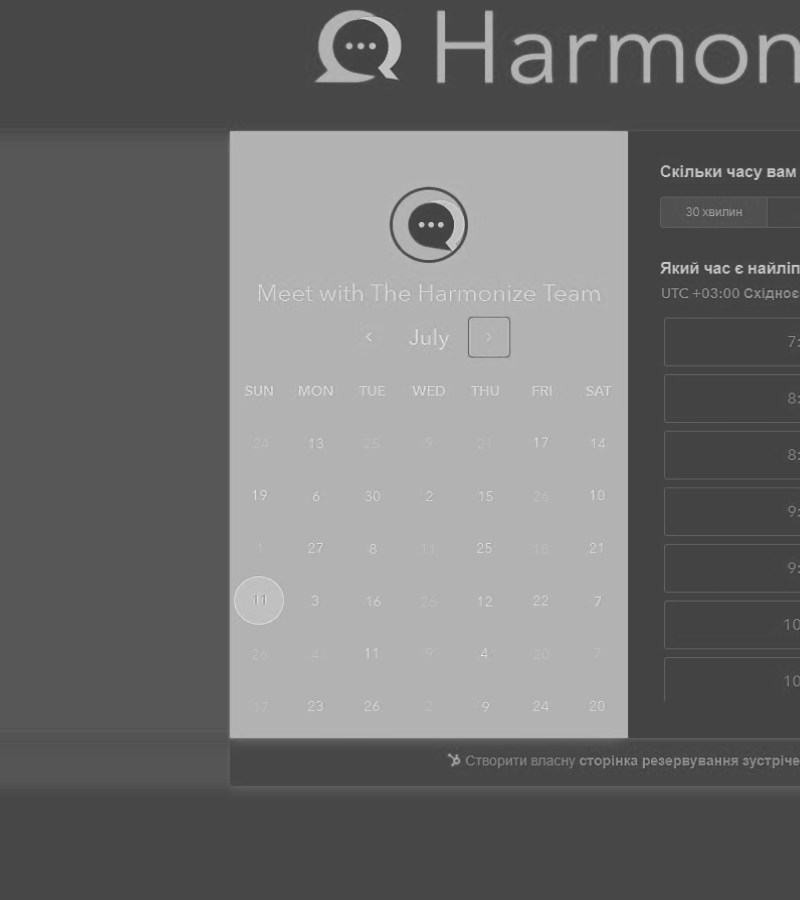 Harmon
Meet with The Harmonize Team
July
SUN MON TUE WED THU FRI SAT
24 13 25 9 21 17 14
19 6 30 2 15 26 10
1 27 8 11 25 18 21
11 3 16 26 12 22 7
26 4 11 9 4 20 7
17 23 26 2 9 24 20
Скільки часу вам
30 хвилин
Який час є найліп
UTC +03:00 Східноє
7:
8:
8:
9:
9:
10
10
Створити власну сторінка резервування зустріче